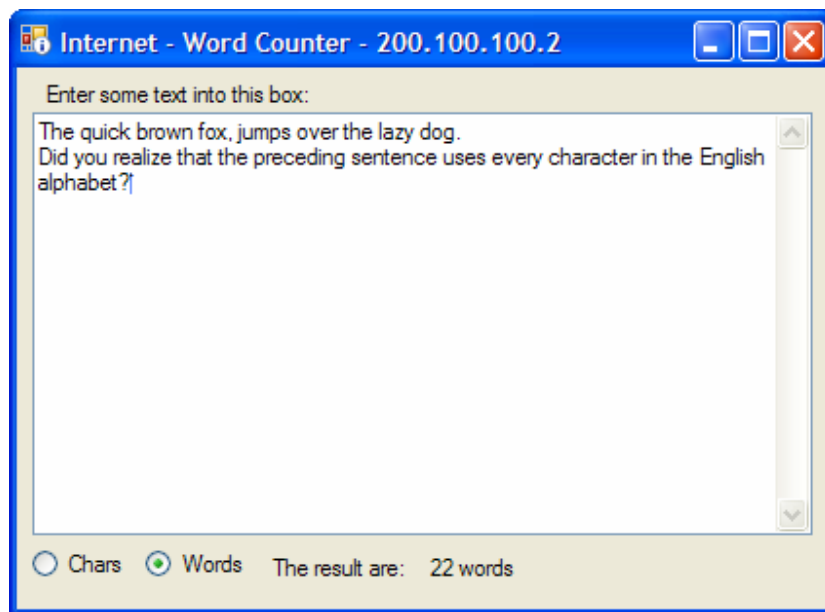 Internet - Word Counter - 200.100.100.2
Enter some text into this box:
The quick brown fox, jumps over the lazy dog.
Did you realize that the preceding sentence uses every character in the English
alphabet?
Chars Words The result are: 22 words